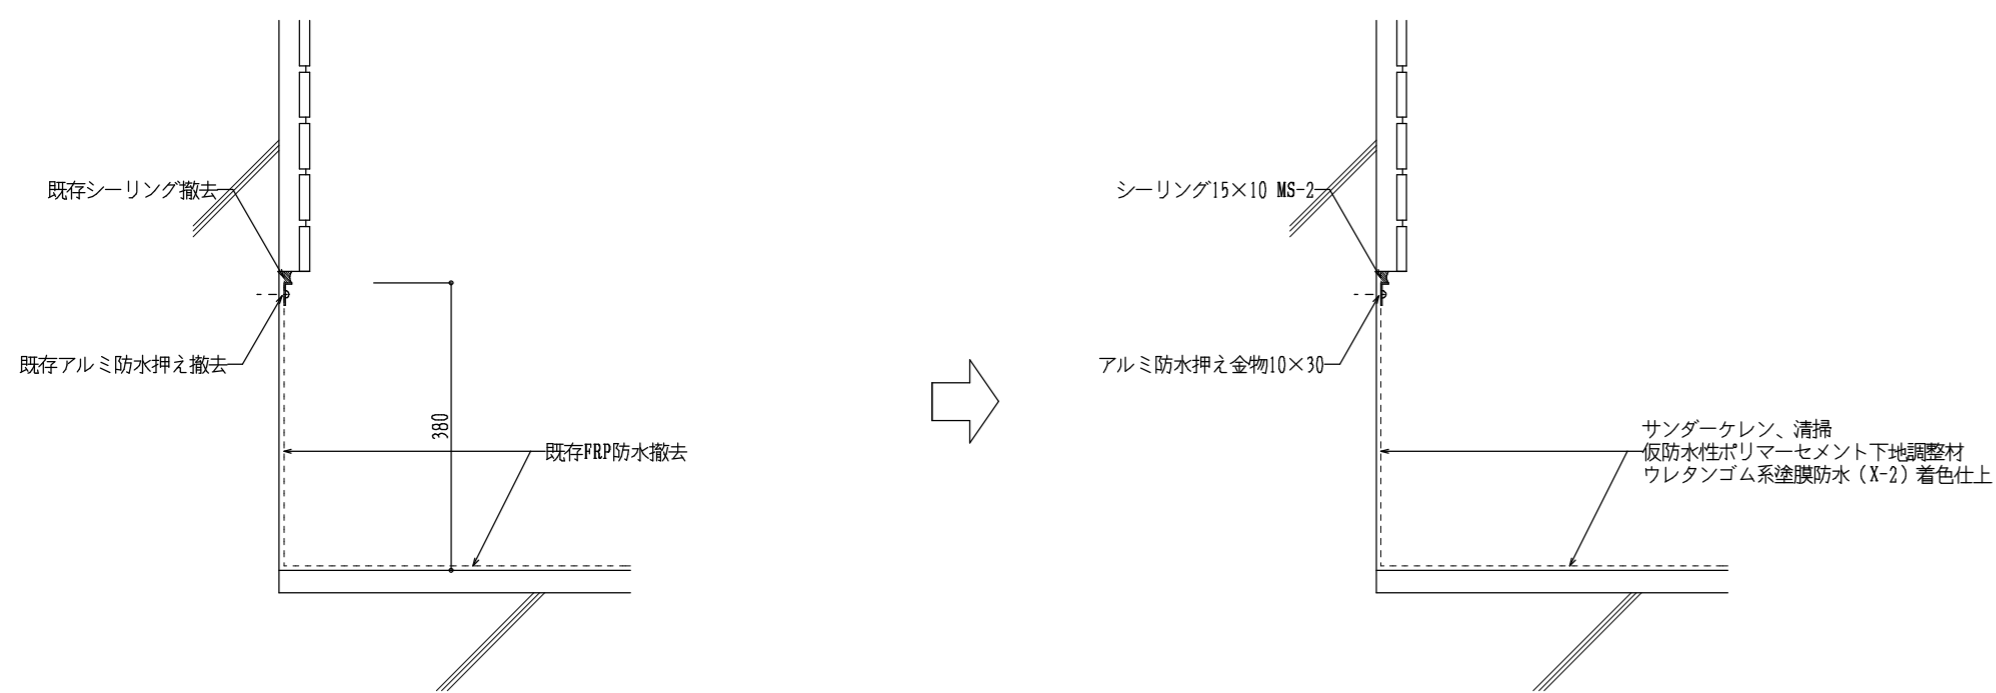 既存シーリング撤去
既存アルミ防水押え撤去
380
既存FRP防水撤去
シーリング15×10 MS-2
アルミ防水押え金物10×30
サンダーケレン、清掃
仮防水性ポリマーセメント下地調整材
ウレタンゴム系塗膜防水（X-2）着色仕上